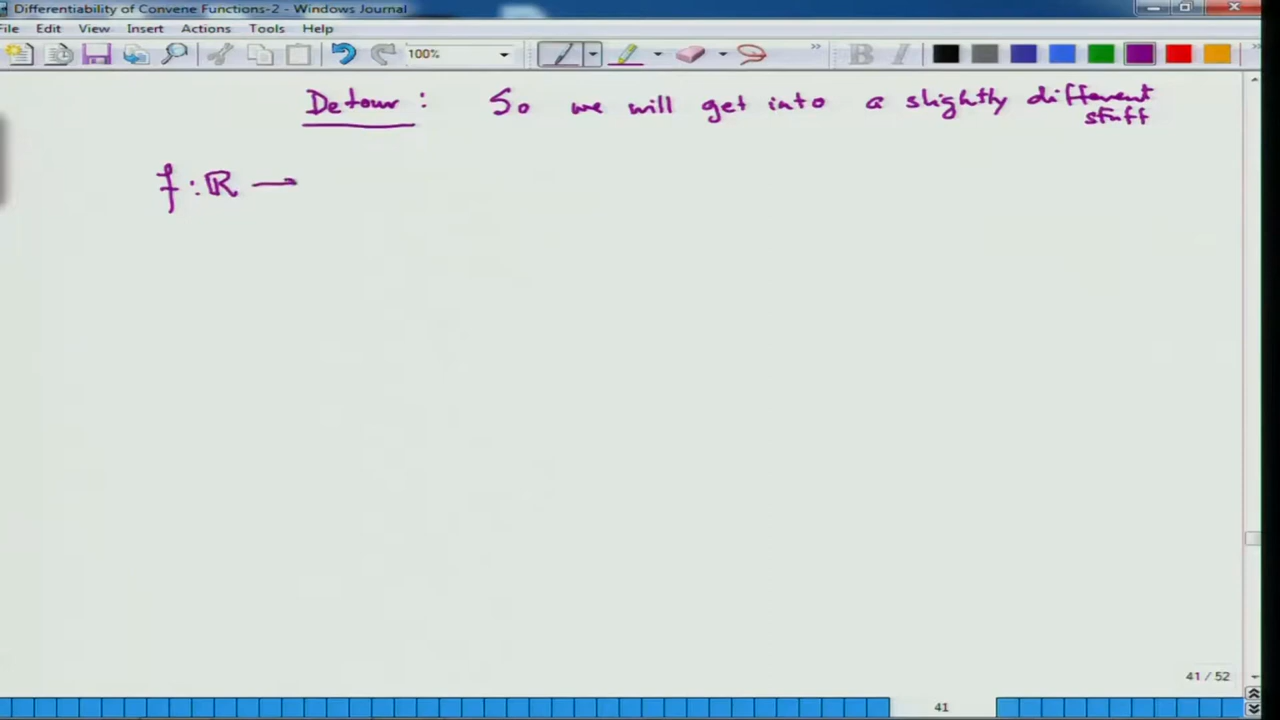 Differentiability of Convene Functions-2 - Windows Journal
File Edit View Insert Actions Tools Help
100%
B I
Detour : So we will get into a slightly different
stuff
f : ℝ →
41 / 52
41